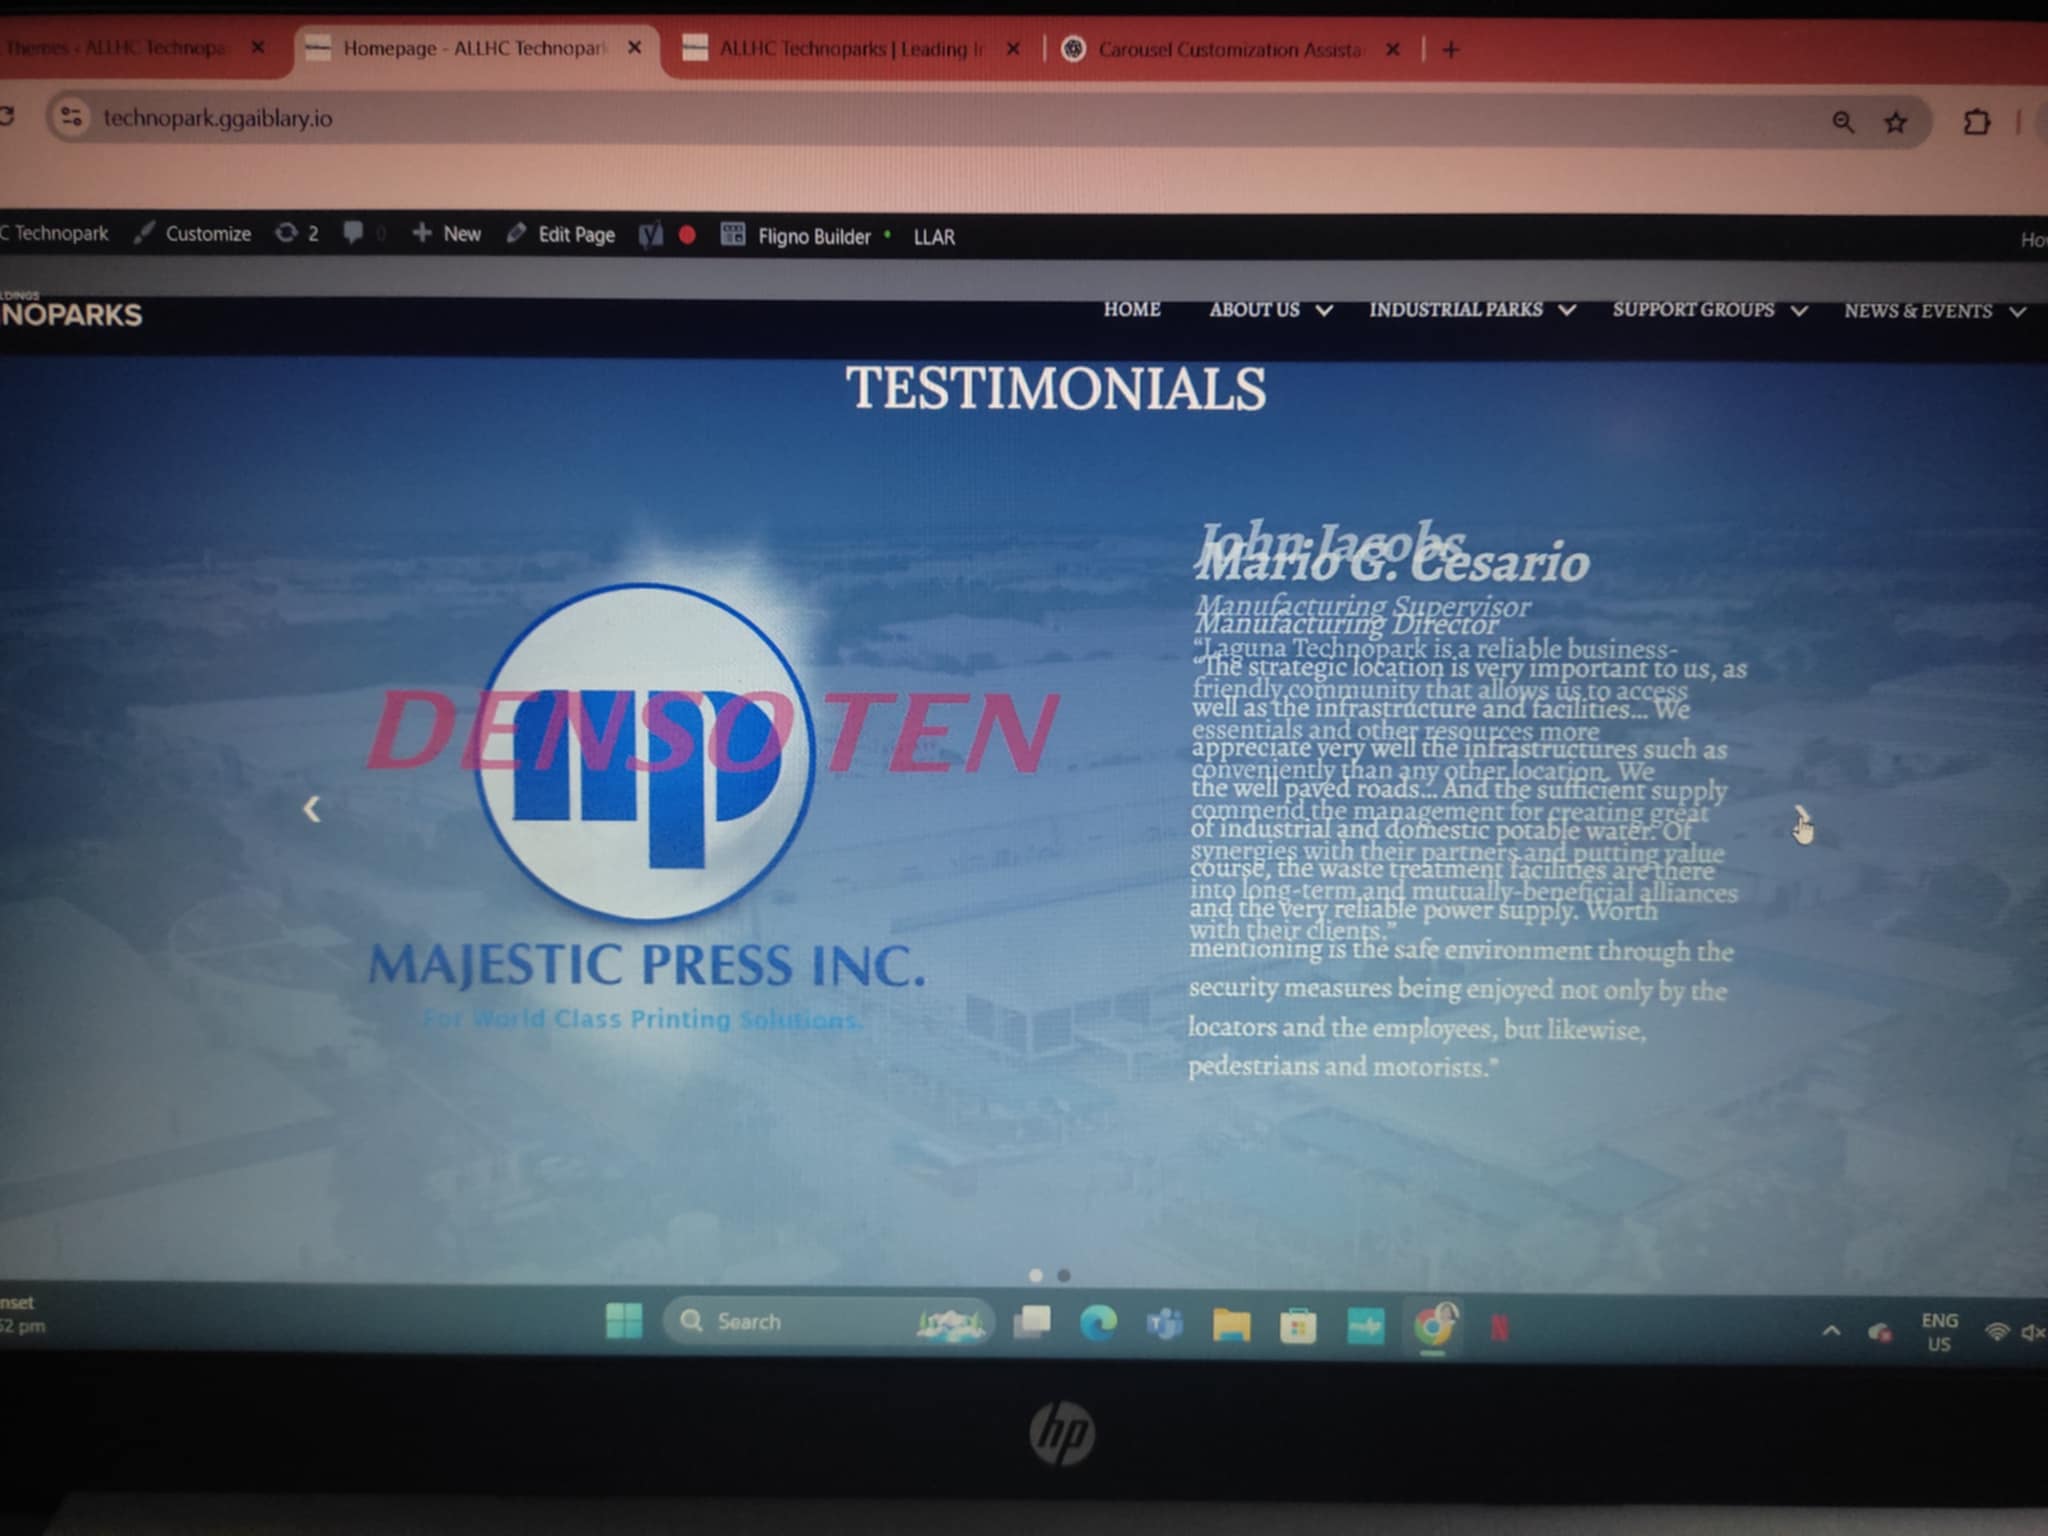 Themes ‹ ALLHC Technopa
Homepage - ALLHC Technopark
ALLHC Technoparks | Leading In
Carousel Customization Assista
technopark.ggaiblary.io
C Technopark
Customize
2
0
New
Edit Page
Fligno Builder
LLAR
Ho
LDINGS
NOPARKS
HOME
ABOUT US
INDUSTRIAL PARKS
SUPPORT GROUPS
NEWS & EVENTS
TESTIMONIALS
DENSO TEN
mp
MAJESTIC PRESS INC.
For World Class Printing Solutions.
John Jacobs
Mario G. Cesario
Manufacturing Supervisor
Manufacturing Director
“Laguna Technopark is a reliable business-
“The strategic location is very important to us, as
friendly community that allows us to access
well as the infrastructure and facilities... We
essentials and other resources more
appreciate very well the infrastructures such as
conveniently than any other location. We
the well paved roads... And the sufficient supply
commend the management for creating great
of industrial and domestic potable water. Of
synergies with their partners and putting value
course, the waste treatment facilities are there
into long-term and mutually-beneficial alliances
and the very reliable power supply. Worth
with their clients.”
mentioning is the safe environment through the
security measures being enjoyed not only by the
locators and the employees, but likewise,
pedestrians and motorists.”
nset
52 pm
Search
ENG
US
hp